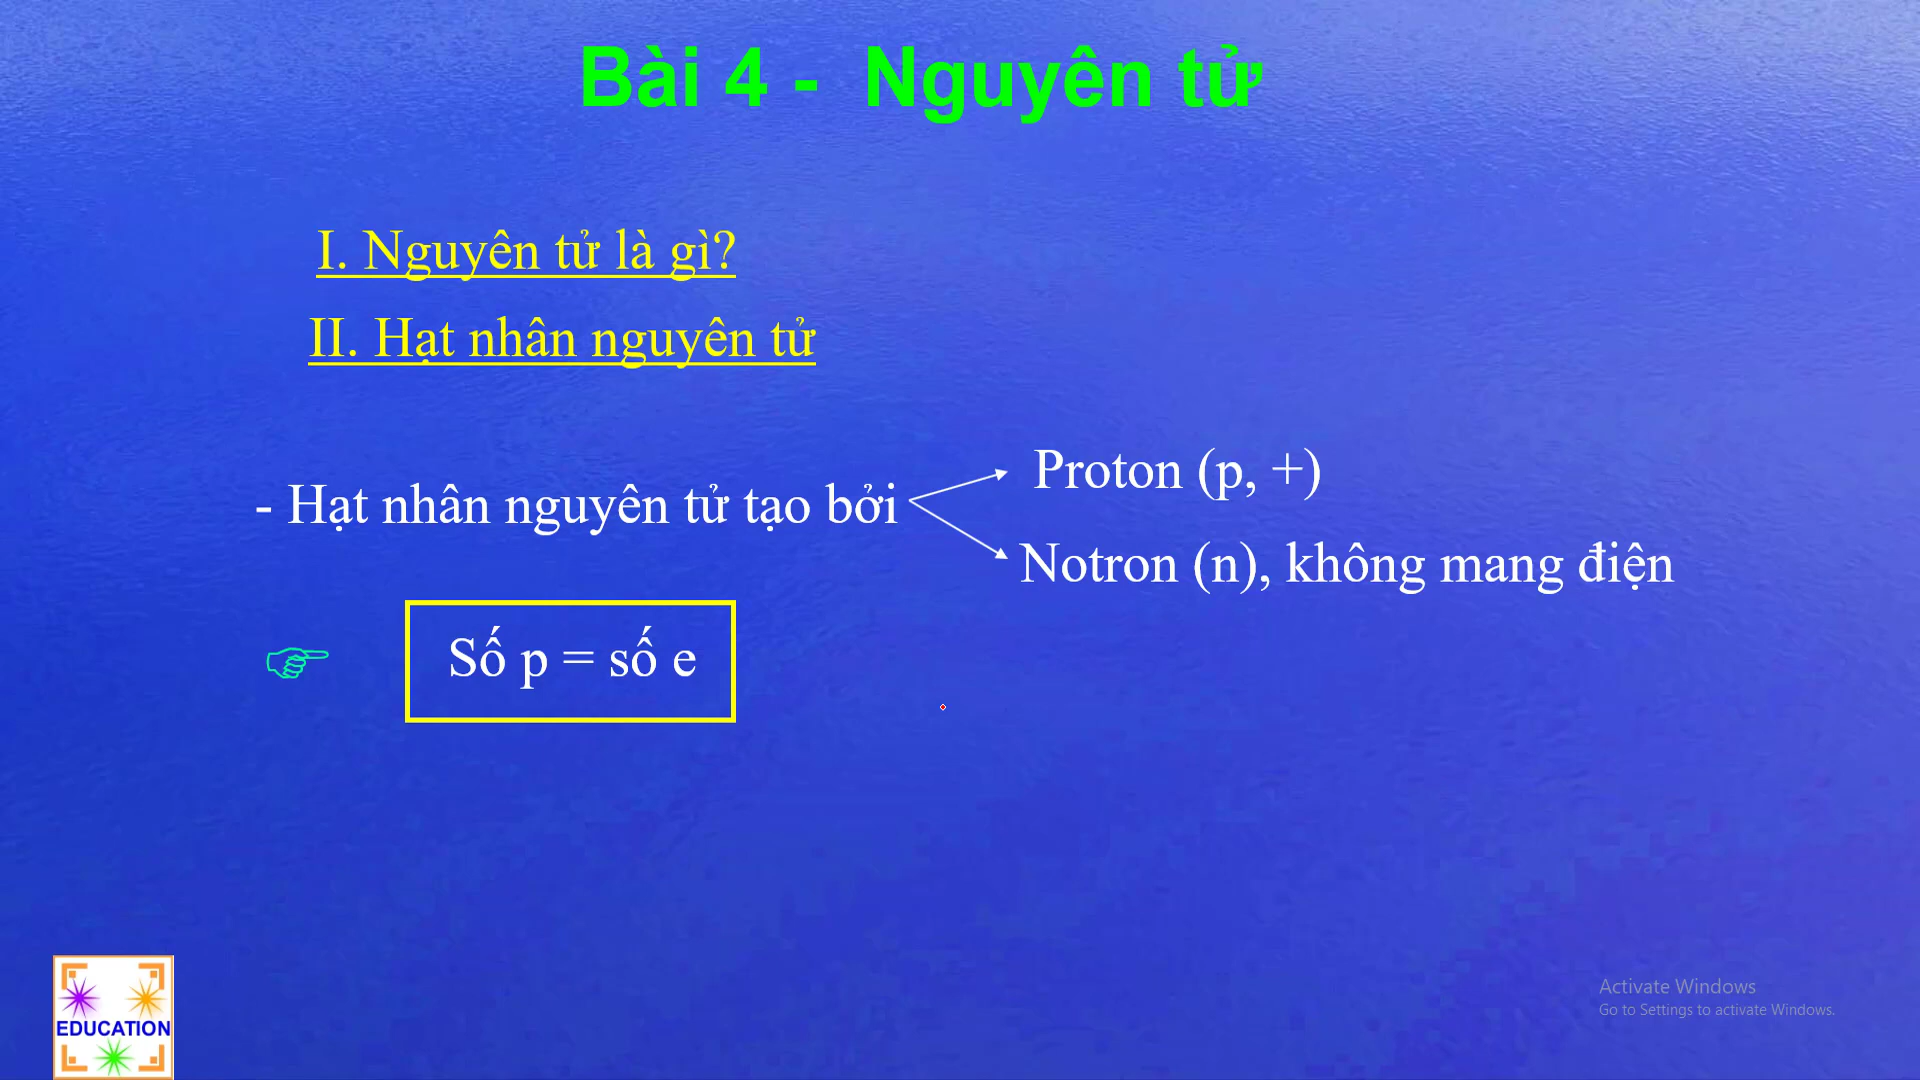 Bài 4 - Nguyên tử
I. Nguyên tử là gì?
II. Hạt nhân nguyên tử
- Hạt nhân nguyên tử tạo bởi
Proton (p, +)
Notron (n), không mang điện
Số p = số e
EDUCATION
Activate Windows
Go to Settings to activate Windows.